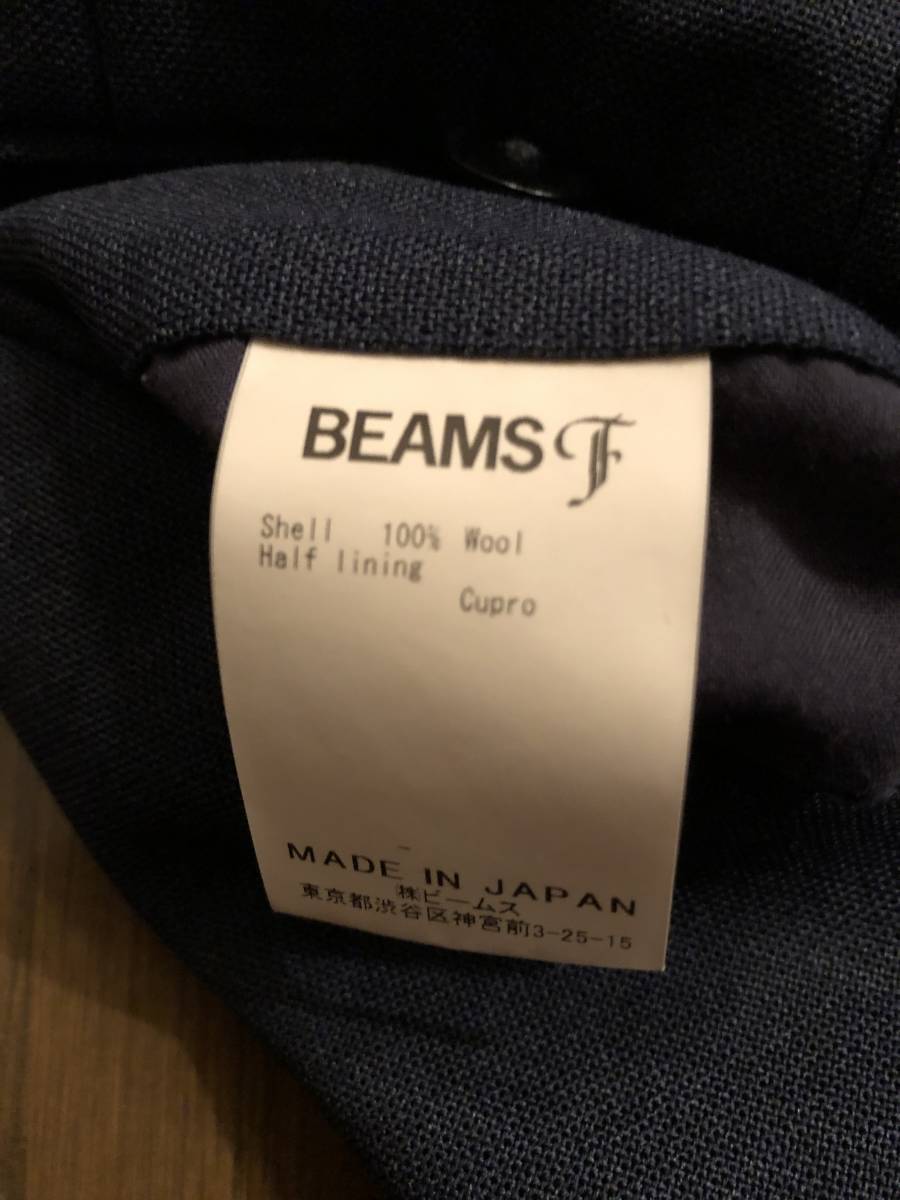 BEAMS F
Shell 100% Wool
Half lining
Cupro
MADE IN JAPAN
㈱ビームス
東京都渋谷区神宮前3-25-15